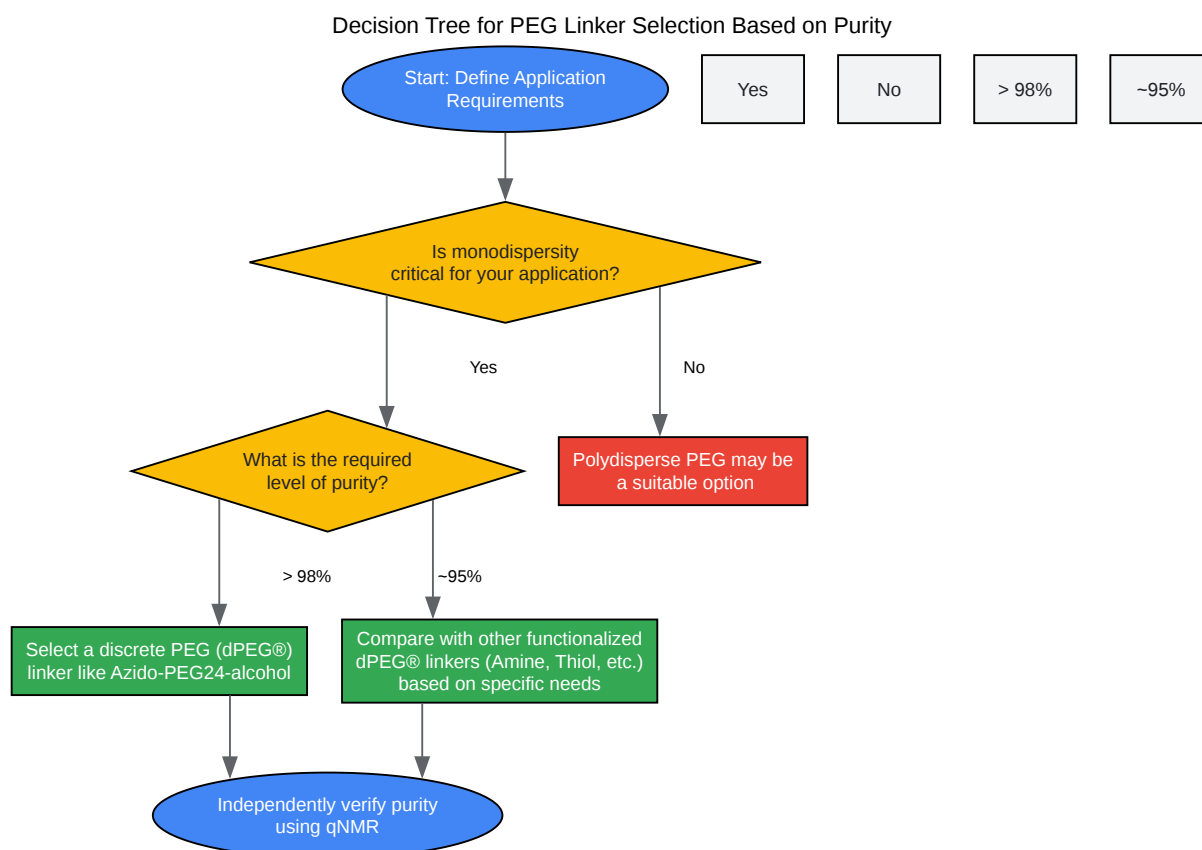 Decision Tree for PEG Linker Selection Based on Purity
Start: Define Application
Requirements
Yes
No
> 98%
~95%
Is monodispersity
critical for your application?
Yes
No
What is the required
level of purity?
Polydisperse PEG may be
a suitable option
> 98%
~95%
Select a discrete PEG (dPEG®)
linker like Azido-PEG24-alcohol
Compare with other functionalized
dPEG® linkers (Amine, Thiol, etc.)
based on specific needs
Independently verify purity
using qNMR